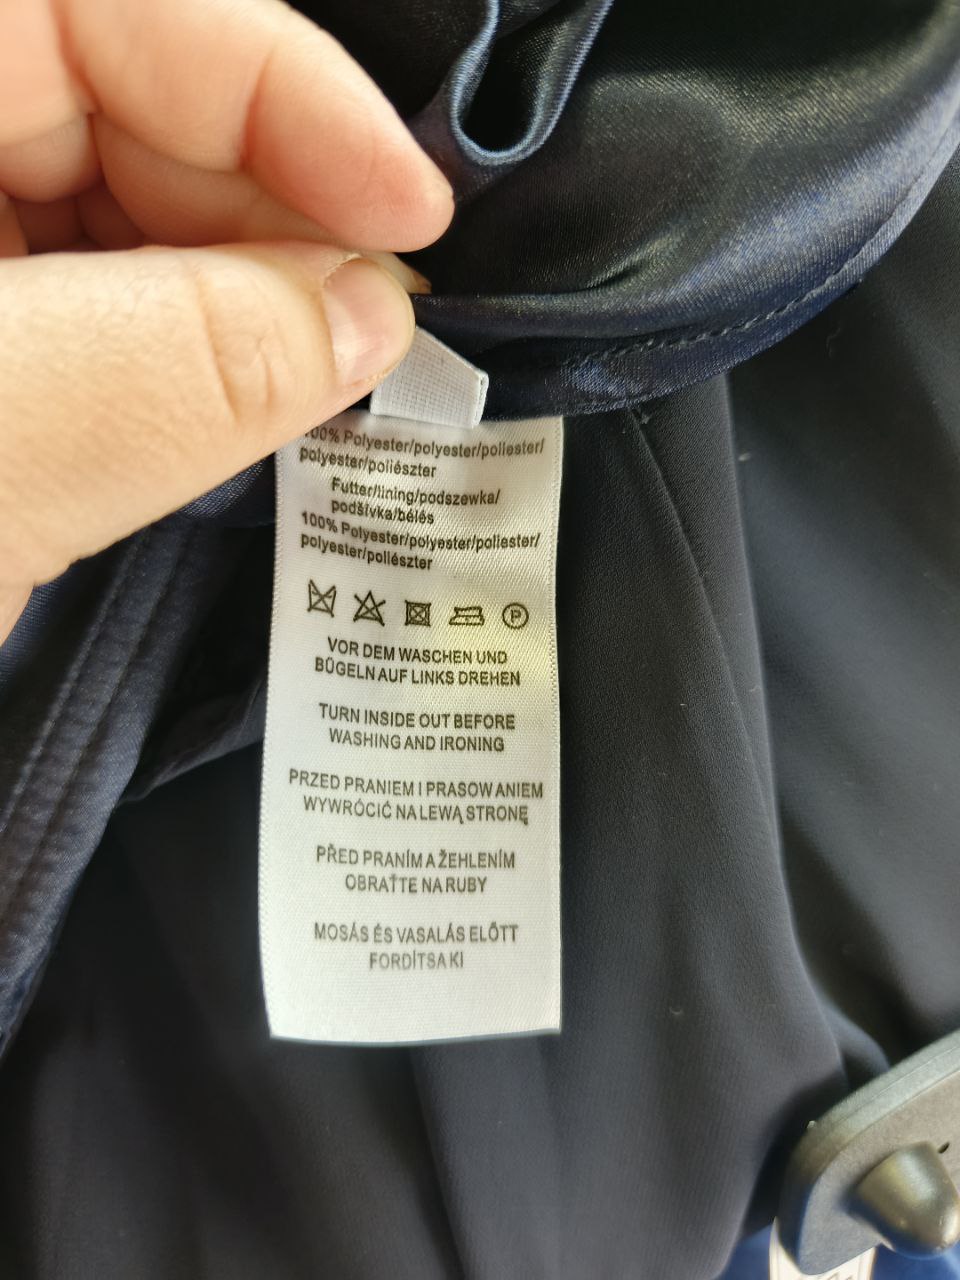 100% Polyester/polyester/poliester/
polyester/poliészter
Futter/lining/podszewka/
podšívka/bélés
100% Polyester/polyester/poliester/
polyester/poliészter
P
VOR DEM WASCHEN UND
BÜGELN AUF LINKS DREHEN
TURN INSIDE OUT BEFORE
WASHING AND IRONING
PRZED PRANIEM I PRASOWANIEM
WYWRÓCIĆ NA LEWĄ STRONĘ
PŘED PRANÍM A ŽEHLENÍM
OBRAŤTE NA RUBY
MOSÁS ÉS VASALÁS ELŐTT
FORDÍTSA KI